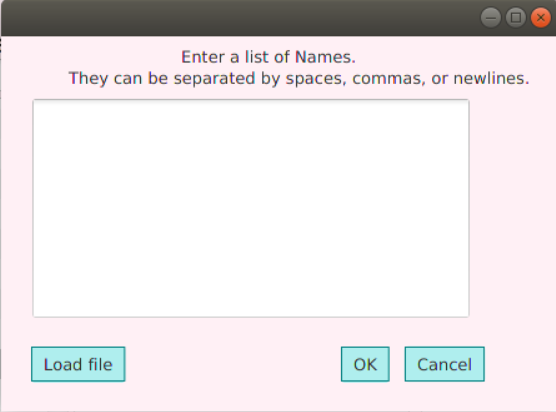 Enter a list of Names.
They can be separated by spaces, commas, or newlines.
Load file
OK
Cancel